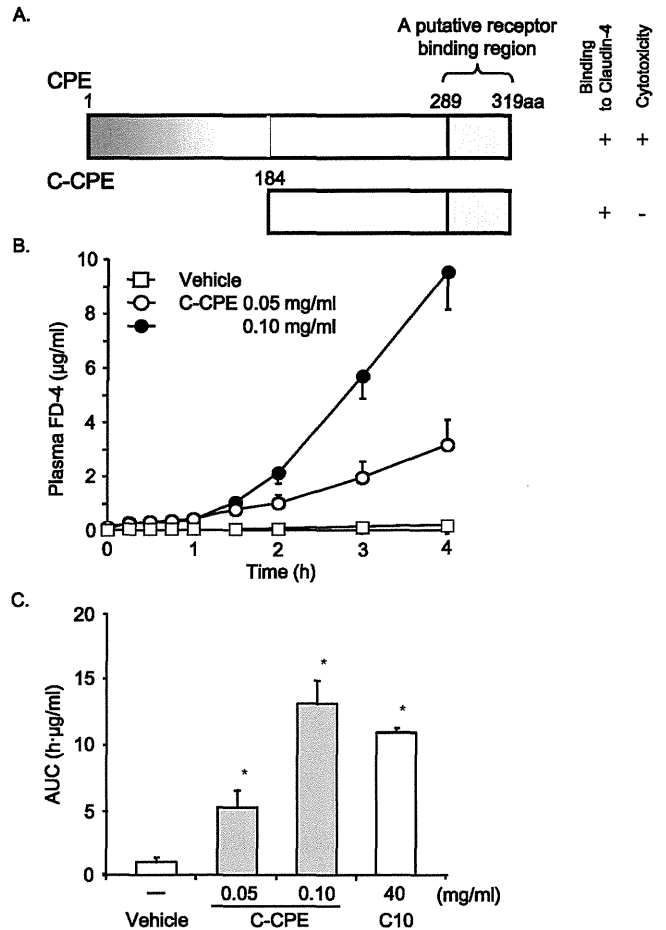 A.
A putative receptor
binding region
Binding
to Claudin-4
Cytotoxicity
CPE
1
289
319aa
+
+
C-CPE
184
+
-
B.
10
8
6
4
2
0
Plasma FD-4 (µg/ml)
Vehicle
C-CPE 0.05 mg/ml
0.10 mg/ml
0
1
2
3
4
Time (h)
C.
20
15
10
5
0
AUC (h·µg/ml)
*
*
*
—
0.05
0.10
40
(mg/ml)
Vehicle
C-CPE
C10